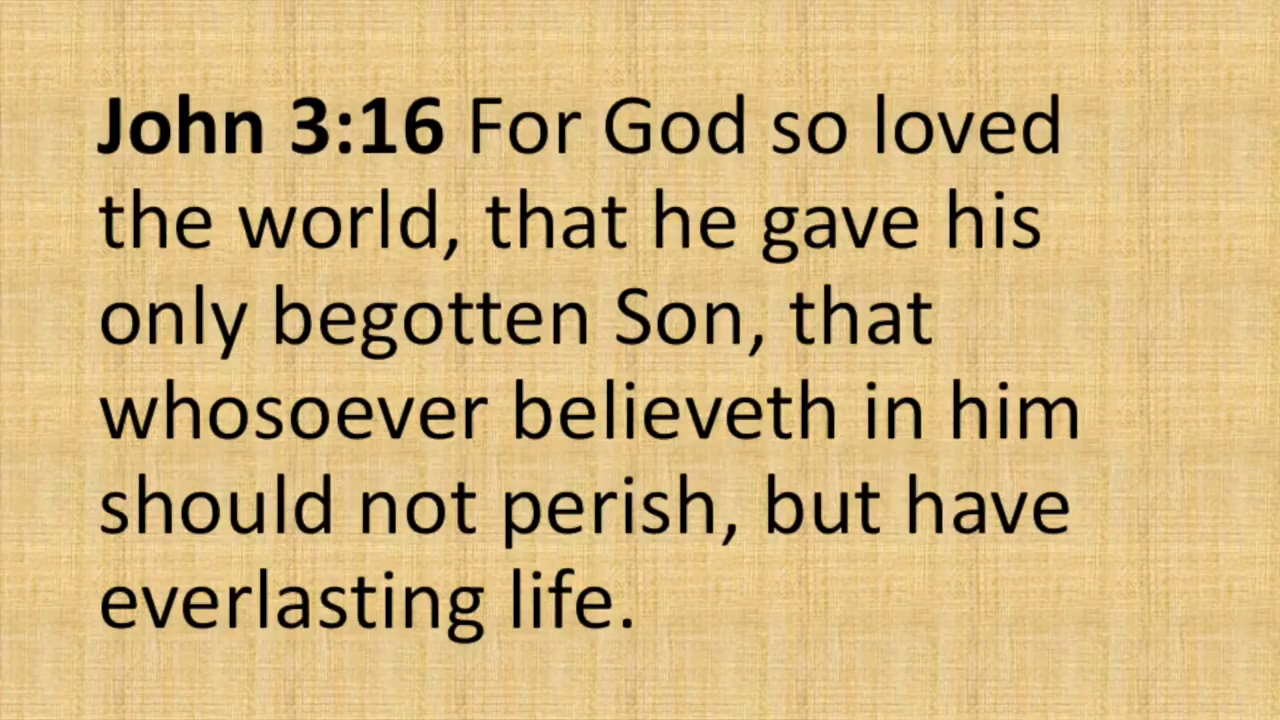 John 3:16 For God so loved
the world, that he gave his
only begotten Son, that
whosoever believeth in him
should not perish, but have
everlasting life.